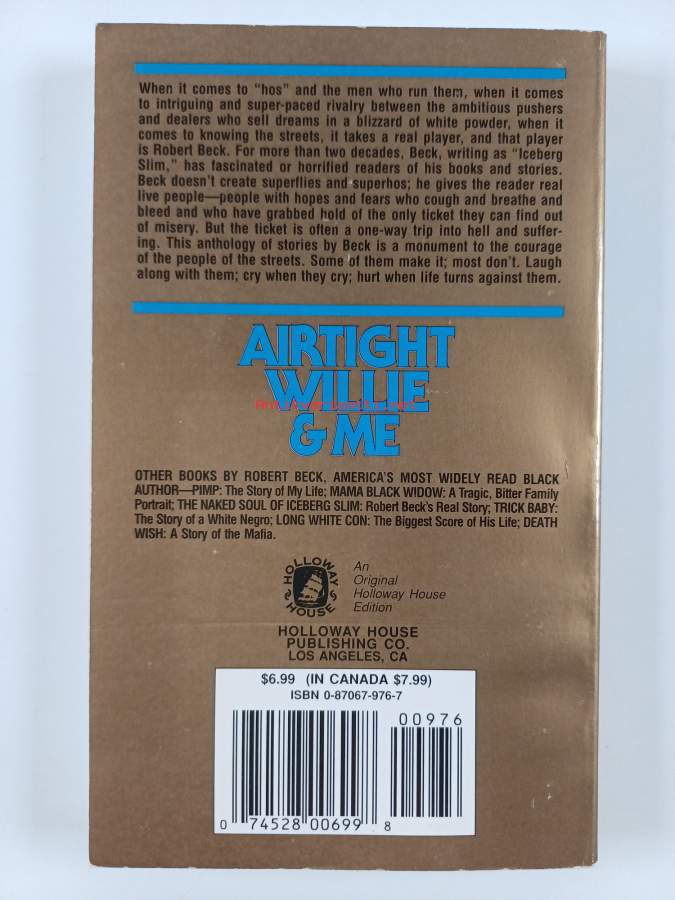 When it comes to "hos" and the men who run them, when it comes
to intriguing and super-paced rivalry between the ambitious pushers
and dealers who sell dreams in a blizzard of white powder, when it
comes to knowing the streets, it takes a real player, and that player
is Robert Beck. For more than two decades, Beck, writing as "Iceberg
Slim," has fascinated or horrified readers of his books and stories.
Beck doesn't create superflies and superhos; he gives the reader real
live people—people with hopes and fears who cough and breathe and
bleed and who have grabbed hold of the only ticket they can find out
of misery. But the ticket is often a one-way trip into hell and suffer-
ing. This anthology of stories by Beck is a monument to the courage
of the people of the streets. Some of them make it; most don't. Laugh
along with them; cry when they cry; hurt when life turns against them.
AIRTIGHT
WILLIE
& ME
OTHER BOOKS BY ROBERT BECK, AMERICA'S MOST WIDELY READ BLACK
AUTHOR—PIMP: The Story of My Life; MAMA BLACK WIDOW: A Tragic, Bitter Family
Portrait; THE NAKED SOUL OF ICEBERG SLIM: Robert Beck's Real Story; TRICK BABY:
The Story of a White Negro; LONG WHITE CON: The Biggest Score of His Life; DEATH
WISH: A Story of the Mafia.
HOLLOWAY
HOUSE
An
Original
Holloway House
Edition
HOLLOWAY HOUSE
PUBLISHING CO.
LOS ANGELES, CA
$6.99 (IN CANADA $7.99)
ISBN 0-87067-976-7
00976
0 74528 00699 8